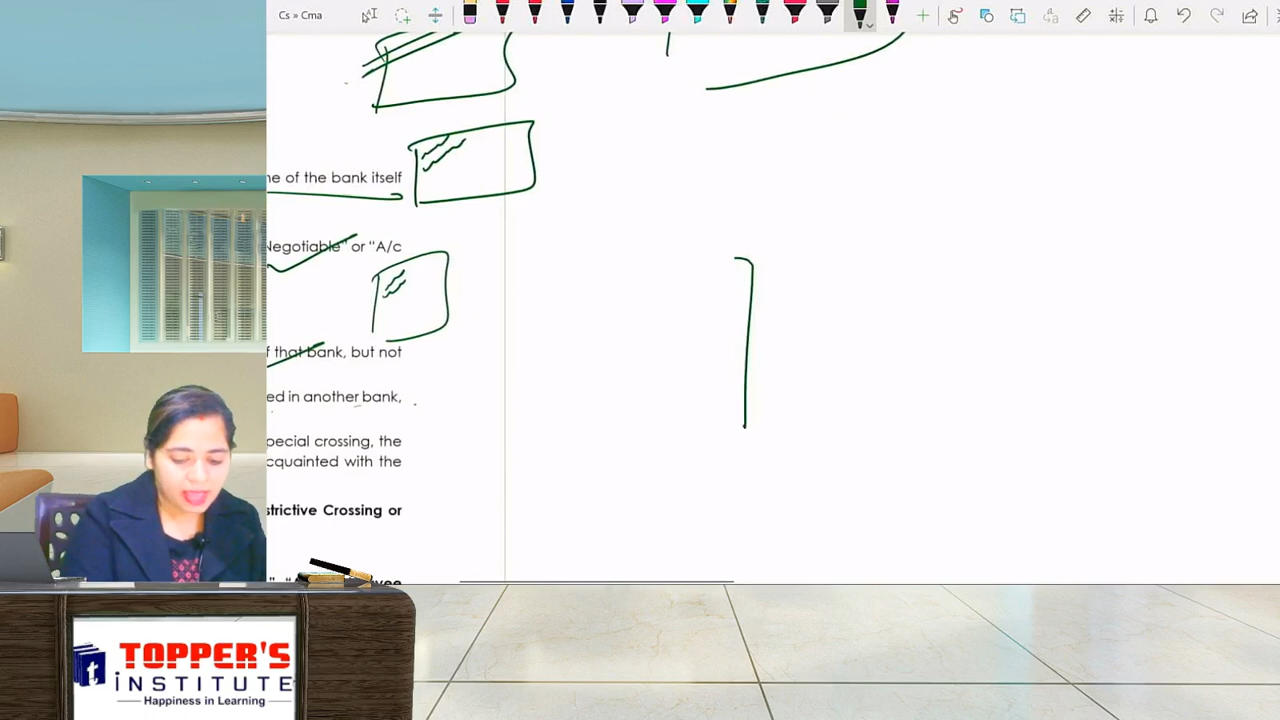 Cs » Cma
ne of the bank itself
Negotiable" or "A/c
f that bank, but not
ed in another bank,
pecial crossing, the
cquainted with the
strictive Crossing or
TOPPER'S
iNSTITUTE
Happiness in Learning